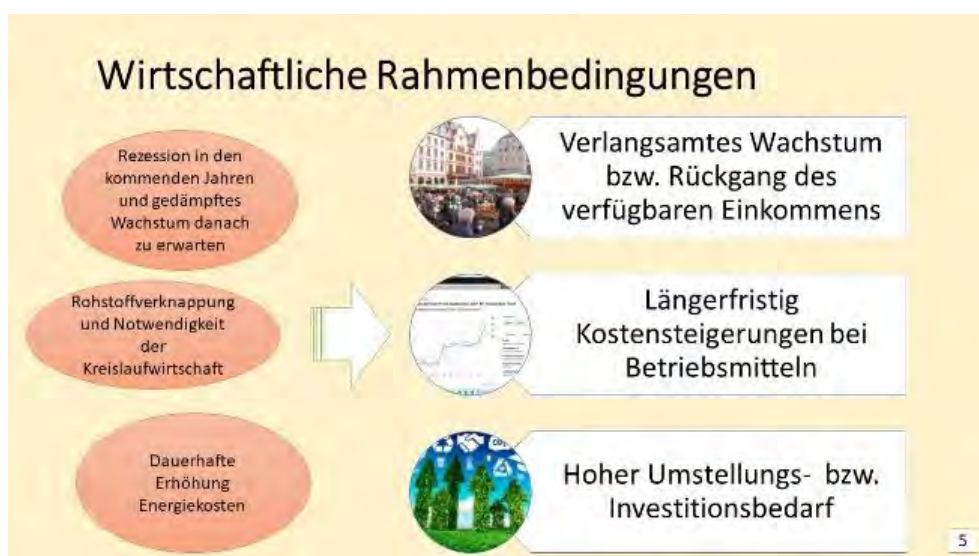 Wirtschaftliche Rahmenbedingungen
Rezession in den
kommenden Jahren
und gedämpftes
Wachstum danach
zu erwarten
Rohstoffverknappung
und Notwendigkeit
der
Kreislaufwirtschaft
Dauerhafte
Erhöhung
Energiekosten
Verlangsamtes Wachstum
bzw. Rückgang des
verfügbaren Einkommens
Längerfristig
Kostensteigerungen bei
Betriebsmitteln
Hoher Umstellungs- bzw.
Investitionsbedarf
5